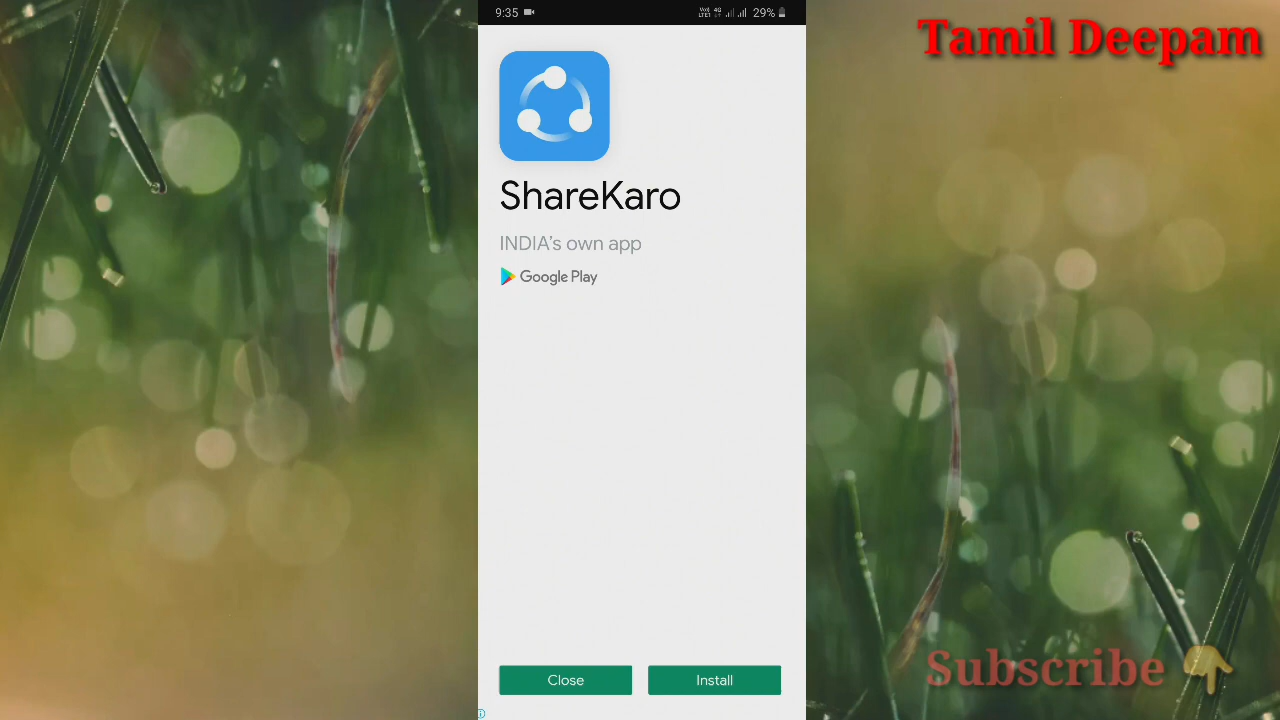 9:35
29%
Tamil Deepam
ShareKaro
INDIA's own app
Google Play
Subscribe
Close
Install